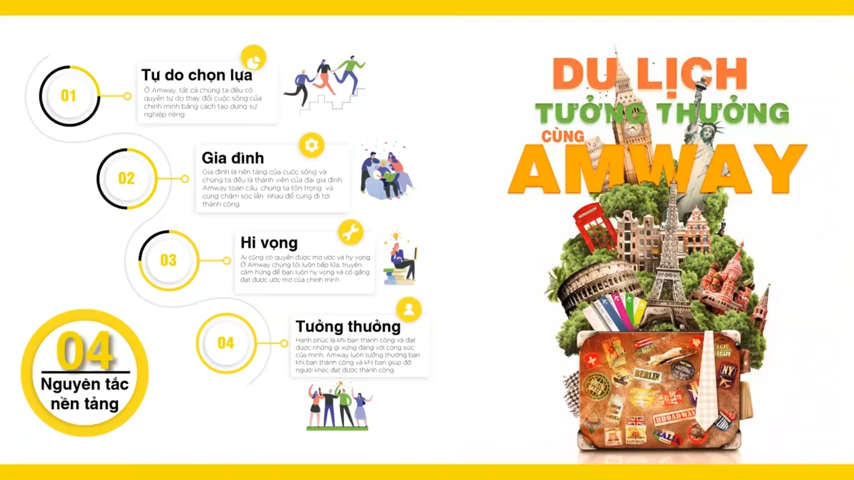 01
Tự do chọn lựa
Ở Amway, tất cả chúng ta đều có
quyền tự do thay đổi cuộc sống của
chính mình bằng cách tạo dựng sự
nghiệp riêng
02
Gia đình
Gia đình là nền tảng của cuộc sống và
chúng ta đều là thành viên của đại gia đình
Amway toàn cầu, chúng ta tôn trọng và
cùng chăm sóc lẫn nhau để cùng đi tới
thành công
03
Hi vọng
Ai cũng có quyền được mơ ước và hy vọng.
Ở Amway chúng tôi luôn tiếp lửa, truyền
cảm hứng để bạn luôn hy vọng và cố gắng
đạt được ước mơ của chính mình
04
Tưởng thưởng
Hạnh phúc là khi bạn thành công và đạt
được những gì xứng đáng với công sức
của mình. Amway luôn tưởng thưởng bạn
khi bạn thành công và khi bạn giúp đỡ
người khác đạt được thành công.
04
Nguyên tắc
nền tảng
DU LỊCH
TƯỞNG THƯỞNG
CÙNG
AMWAY
BERLIN
NY
BROADWAY
ITALIA